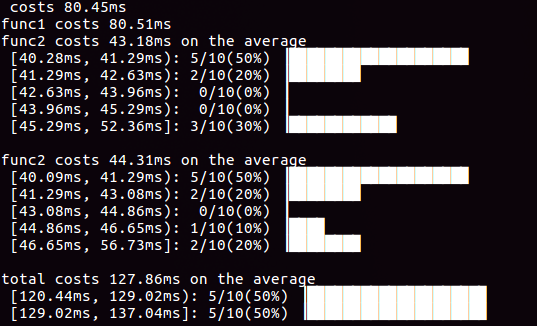 costs 80.45ms
func1 costs 80.51ms
func2 costs 43.18ms on the average
[40.28ms, 41.29ms): 5/10(50%)
[41.29ms, 42.63ms): 2/10(20%)
[42.63ms, 43.96ms): 0/10(0%)
[43.96ms, 45.29ms): 0/10(0%)
[45.29ms, 52.36ms]: 3/10(30%)
func2 costs 44.31ms on the average
[40.09ms, 41.29ms): 5/10(50%)
[41.29ms, 43.08ms): 2/10(20%)
[43.08ms, 44.86ms): 0/10(0%)
[44.86ms, 46.65ms): 1/10(10%)
[46.65ms, 56.73ms]: 2/10(20%)
total costs 127.86ms on the average
[120.44ms, 129.02ms): 5/10(50%)
[129.02ms, 137.04ms]: 5/10(50%)